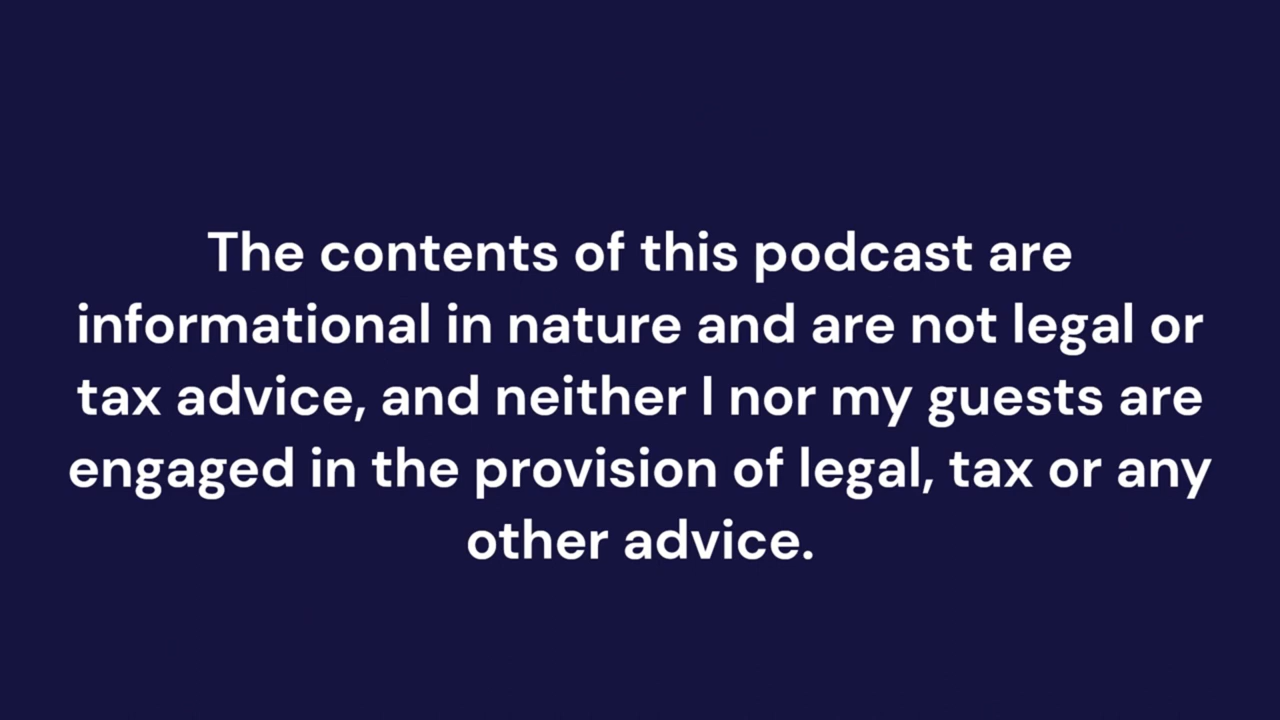 The contents of this podcast are
informational in nature and are not legal or
tax advice, and neither I nor my guests are
engaged in the provision of legal, tax or any
other advice.